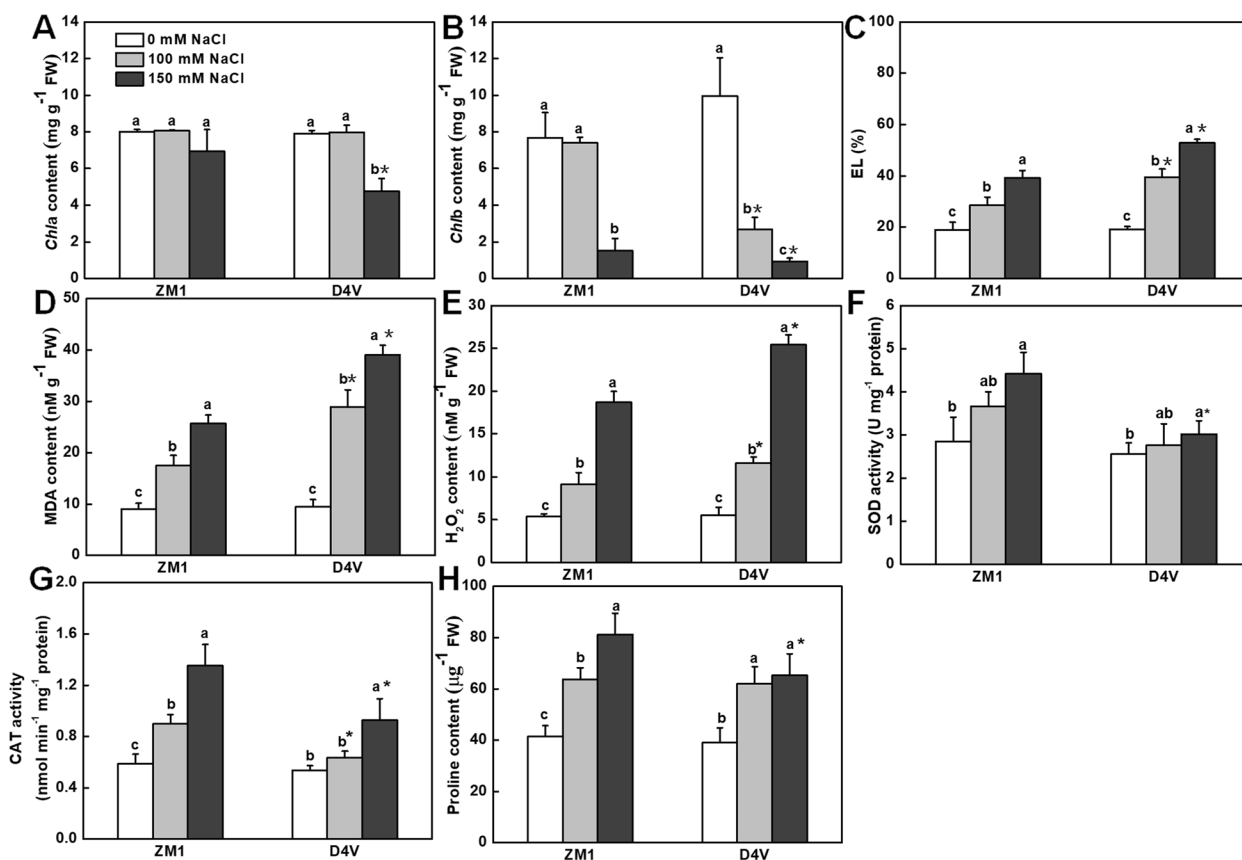 A
14
12
10
8
6
4
2
0
Chla content (mg g⁻¹ FW)
0 mM NaCl
100 mM NaCl
150 mM NaCl
a
a
a
a
a
b*
ZM1
D4V
B
14
12
10
8
6
4
2
0
Chlb content (mg g⁻¹ FW)
a
a
b
a
b*
c*
ZM1
D4V
C
100
80
60
40
20
0
EL (%)
c
b
a
c
b*
a*
ZM1
D4V
D
50
40
30
20
10
0
MDA content (nM g⁻¹ FW)
c
b
a
c
b*
a *
ZM1
D4V
E
30
25
20
15
10
5
0
H₂O₂ content (nM g⁻¹ FW)
c
b
a
c
b*
a*
ZM1
D4V
F
6
5
4
3
2
1
0
SOD activity (U mg⁻¹ protein)
b
ab
a
b
ab
a*
ZM1
D4V
G
2.0
1.6
1.2
0.8
0.4
0.0
CAT activity
(nmol min⁻¹ mg⁻¹ protein)
c
b
a
b
b*
a*
ZM1
D4V
H
100
80
60
40
20
0
Proline content (μg⁻¹ FW)
c
b
a
b
a
a*
ZM1
D4V